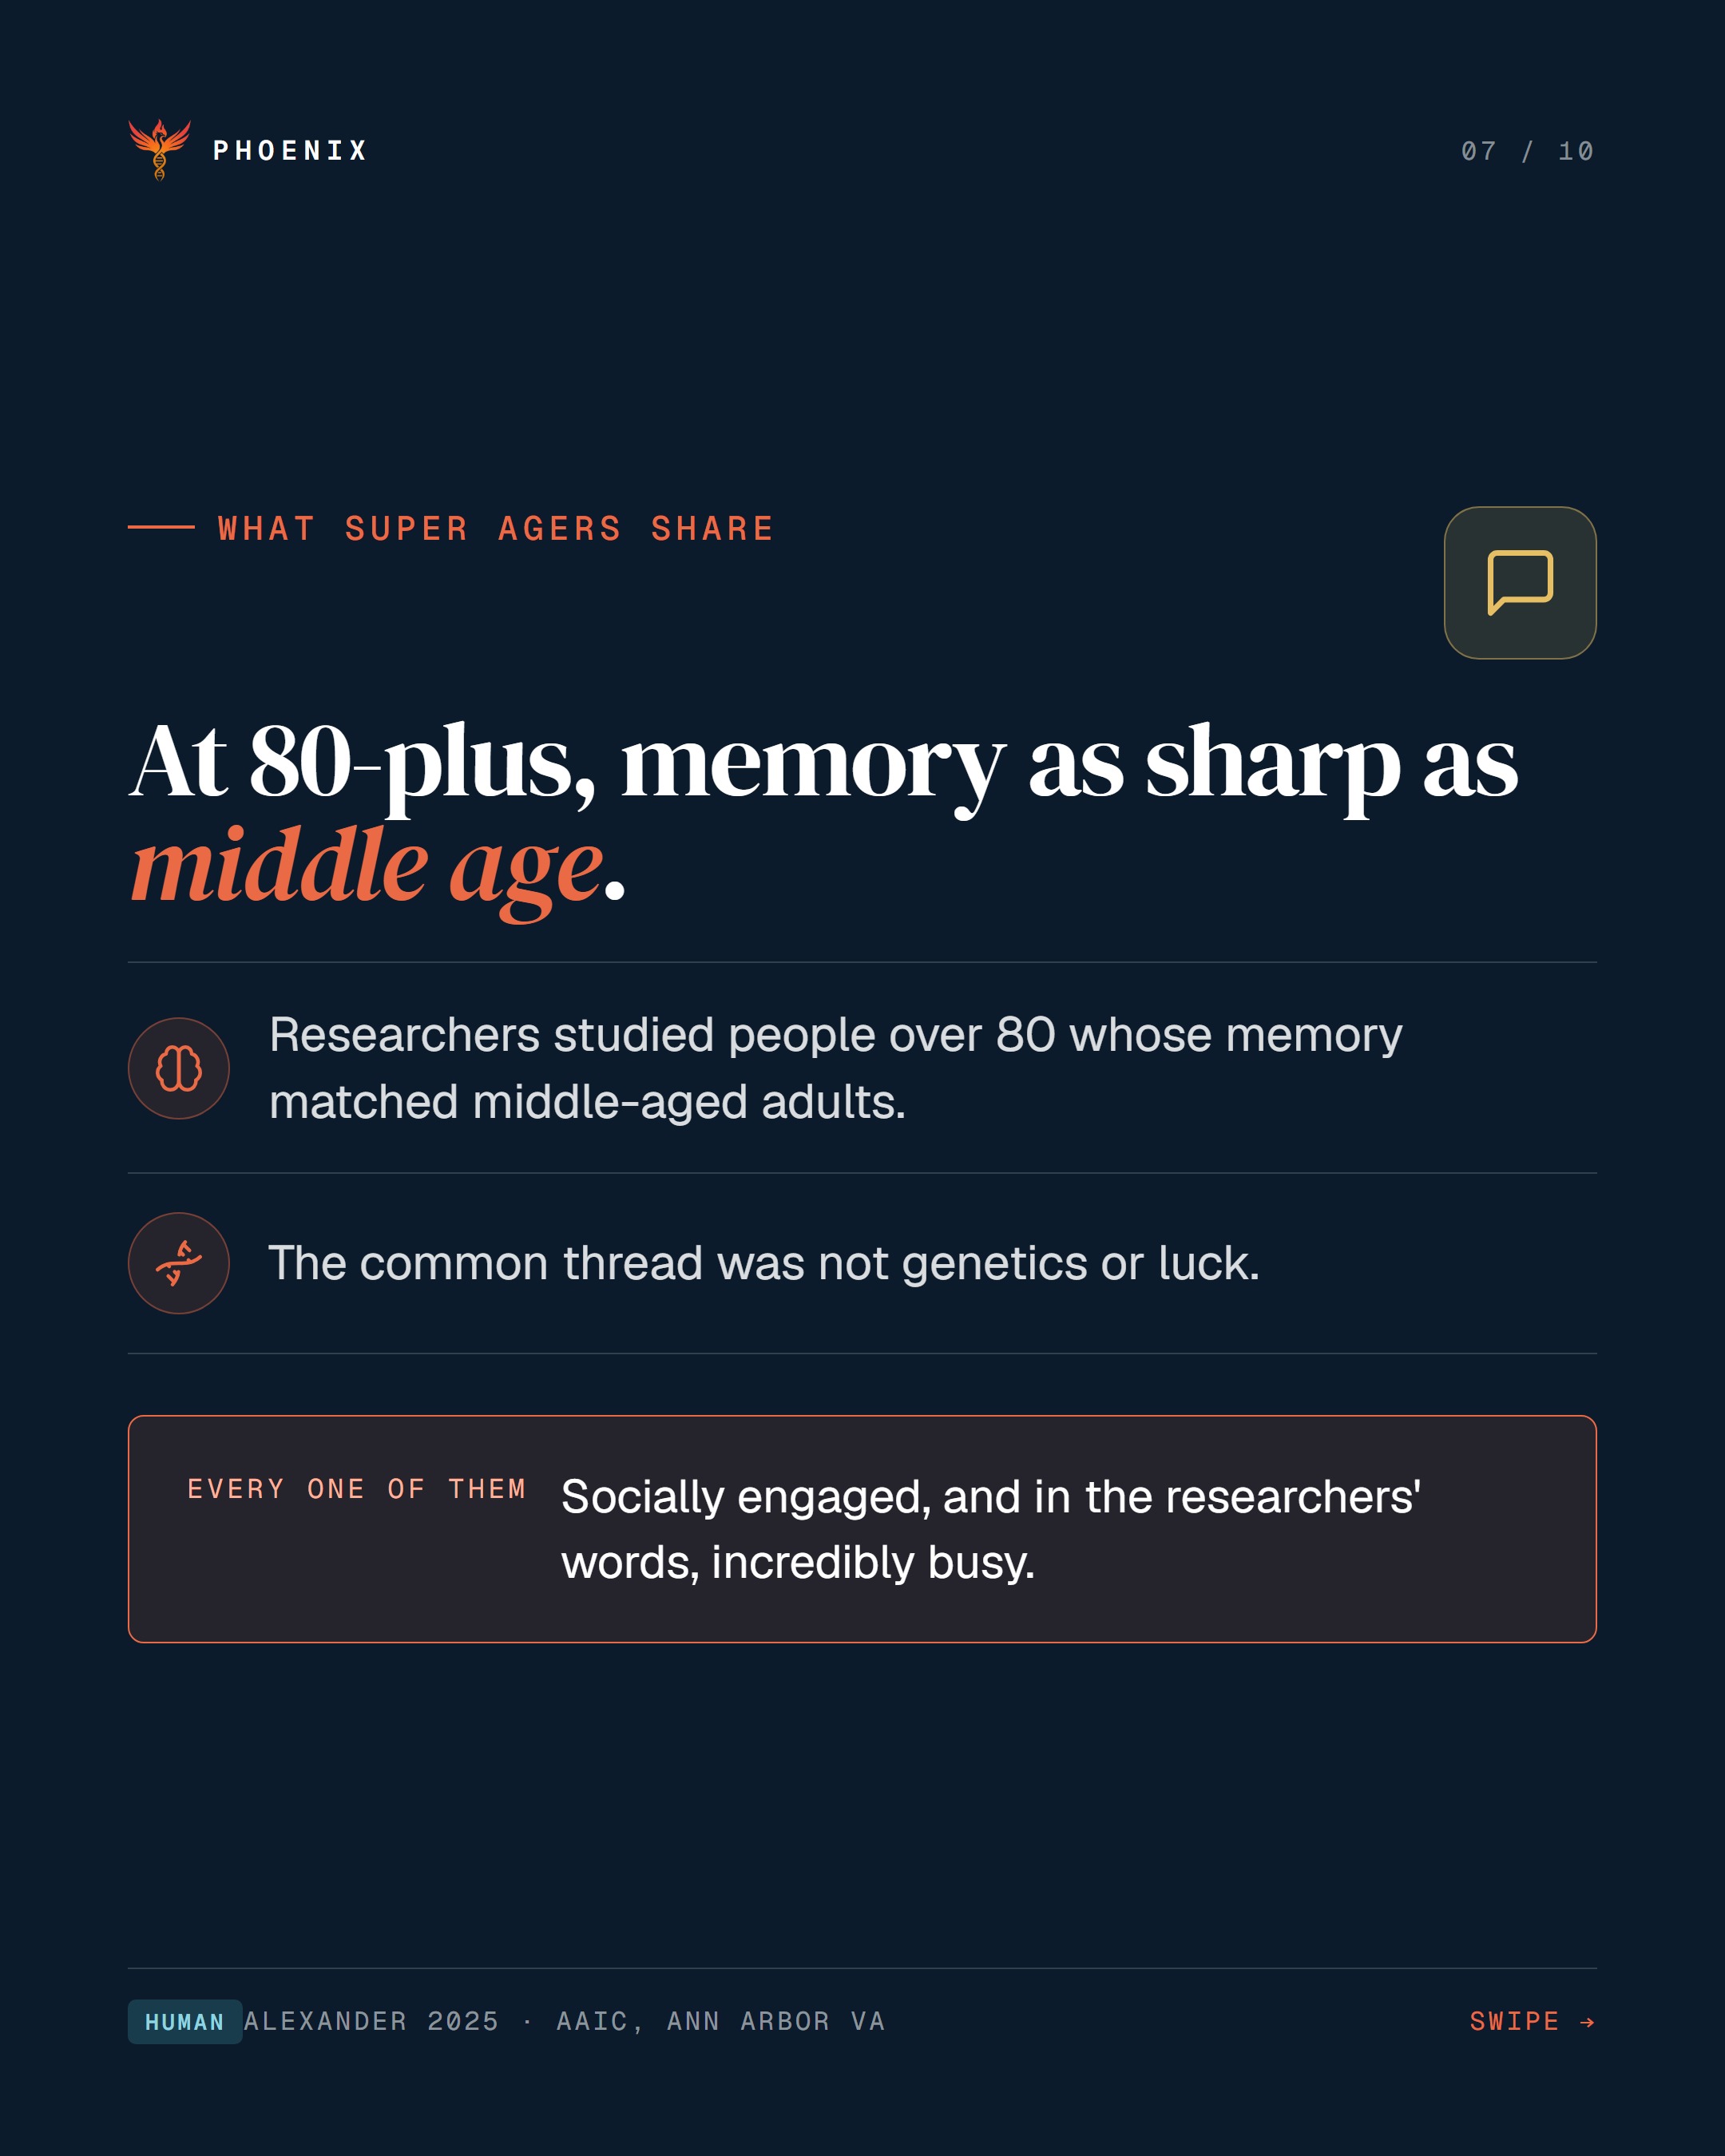 PHOENIX
07 / 10
WHAT SUPER AGERS SHARE
At 80-plus, memory as sharp as
middle age.
Researchers studied people over 80 whose memory
matched middle-aged adults.
The common thread was not genetics or luck.
EVERY ONE OF THEM
Socially engaged, and in the researchers'
words, incredibly busy.
HUMAN
ALEXANDER 2025 · AAIC, ANN ARBOR VA
SWIPE →